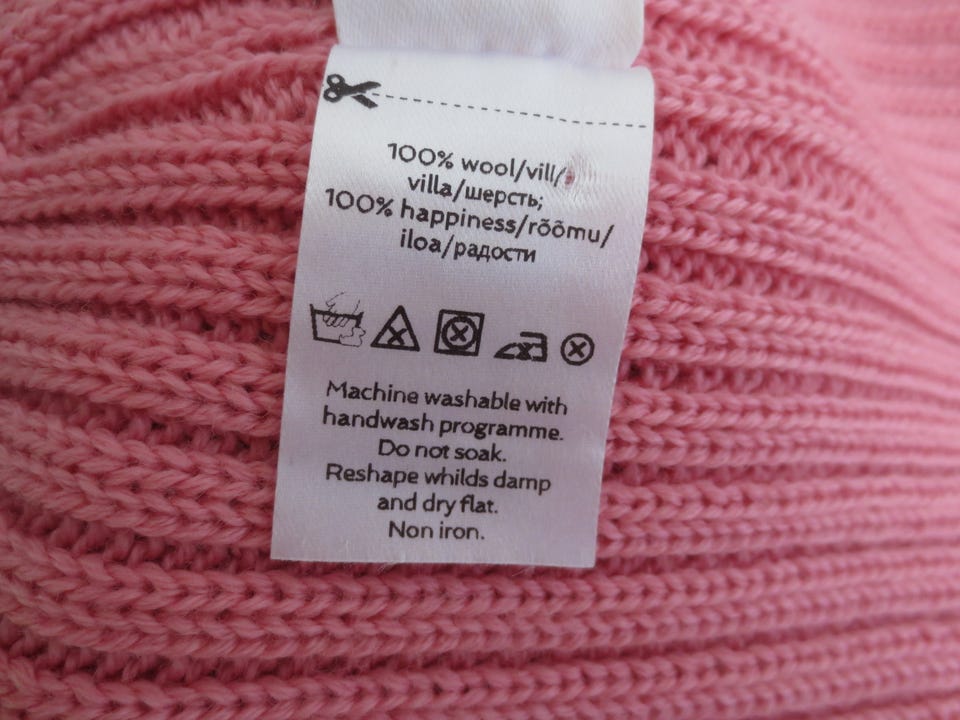 100% wool/vill/
villa/шерсть;
100% happiness/rõõmu/
iloa/радости
Machine washable with
handwash programme.
Do not soak.
Reshape whilds damp
and dry flat.
Non iron.